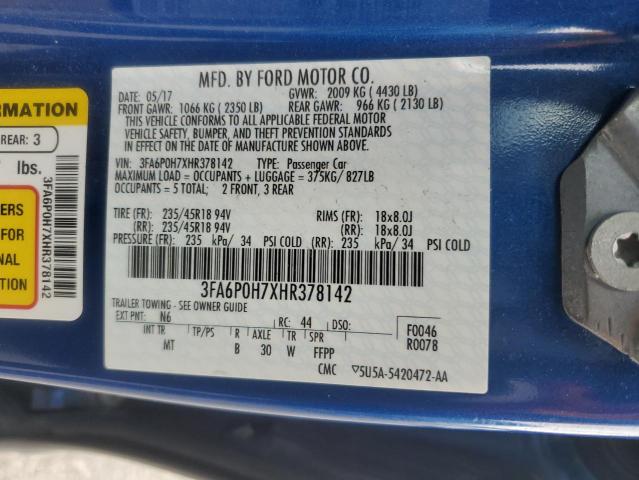 MFD. BY FORD MOTOR CO.
DATE: 05/17 GVWR: 2009 KG ( 4430 LB)
FRONT GAWR: 1066 KG ( 2350 LB) REAR GAWR: 966 KG ( 2130 LB)
THIS VEHICLE CONFORMS TO ALL APPLICABLE FEDERAL MOTOR
VEHICLE SAFETY, BUMPER, AND THEFT PREVENTION STANDARDS
IN EFFECT ON THE DATE OF MANUFACTURE SHOWN ABOVE.
VIN: 3FA6P0H7XHR378142 TYPE: Passenger Car
MAXIMUM LOAD = OCCUPANTS + LUGGAGE = 375KG/ 827LB
OCCUPANTS = 5 TOTAL; 2 FRONT, 3 REAR
TIRE (FR): 235/45R18 94V RIMS (FR): 18x8.0J
(RR): 235/45R18 94V (RR): 18x8.0J
PRESSURE (FR): 235 kPa/ 34 PSI COLD (RR): 235 kPa/ 34 PSI COLD
3FA6P0H7XHR378142
TRAILER TOWING - SEE OWNER GUIDE
EXT PNT: N6 RC: 44 DSO: F0046
INT TR TP/PS R AXLE TR SPR R0078
MT B 30 W FFPP
CMC ▽5U5A-5420472-AA
ORMATION
REAR: 3
lbs.
ERS
FOR
NAL
N.
3FA6P0H7XHR378142